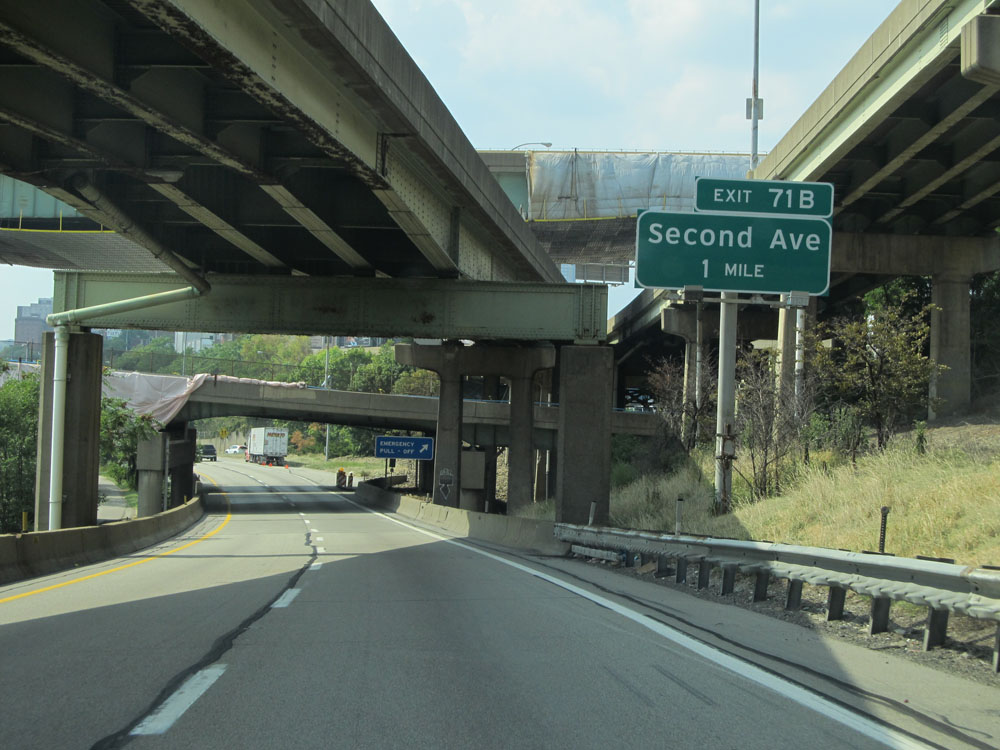 EXIT 71B
Second Ave
1 MILE
EMERGENCY
PULL - OFF